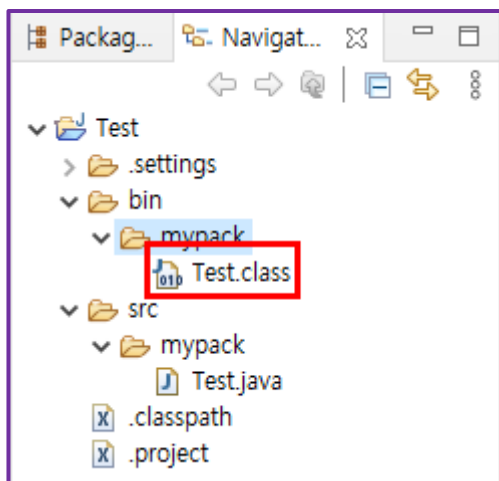 Packag... Navigat...
Test
.settings
bin
mypack
Test.class
src
mypack
Test.java
.classpath
.project